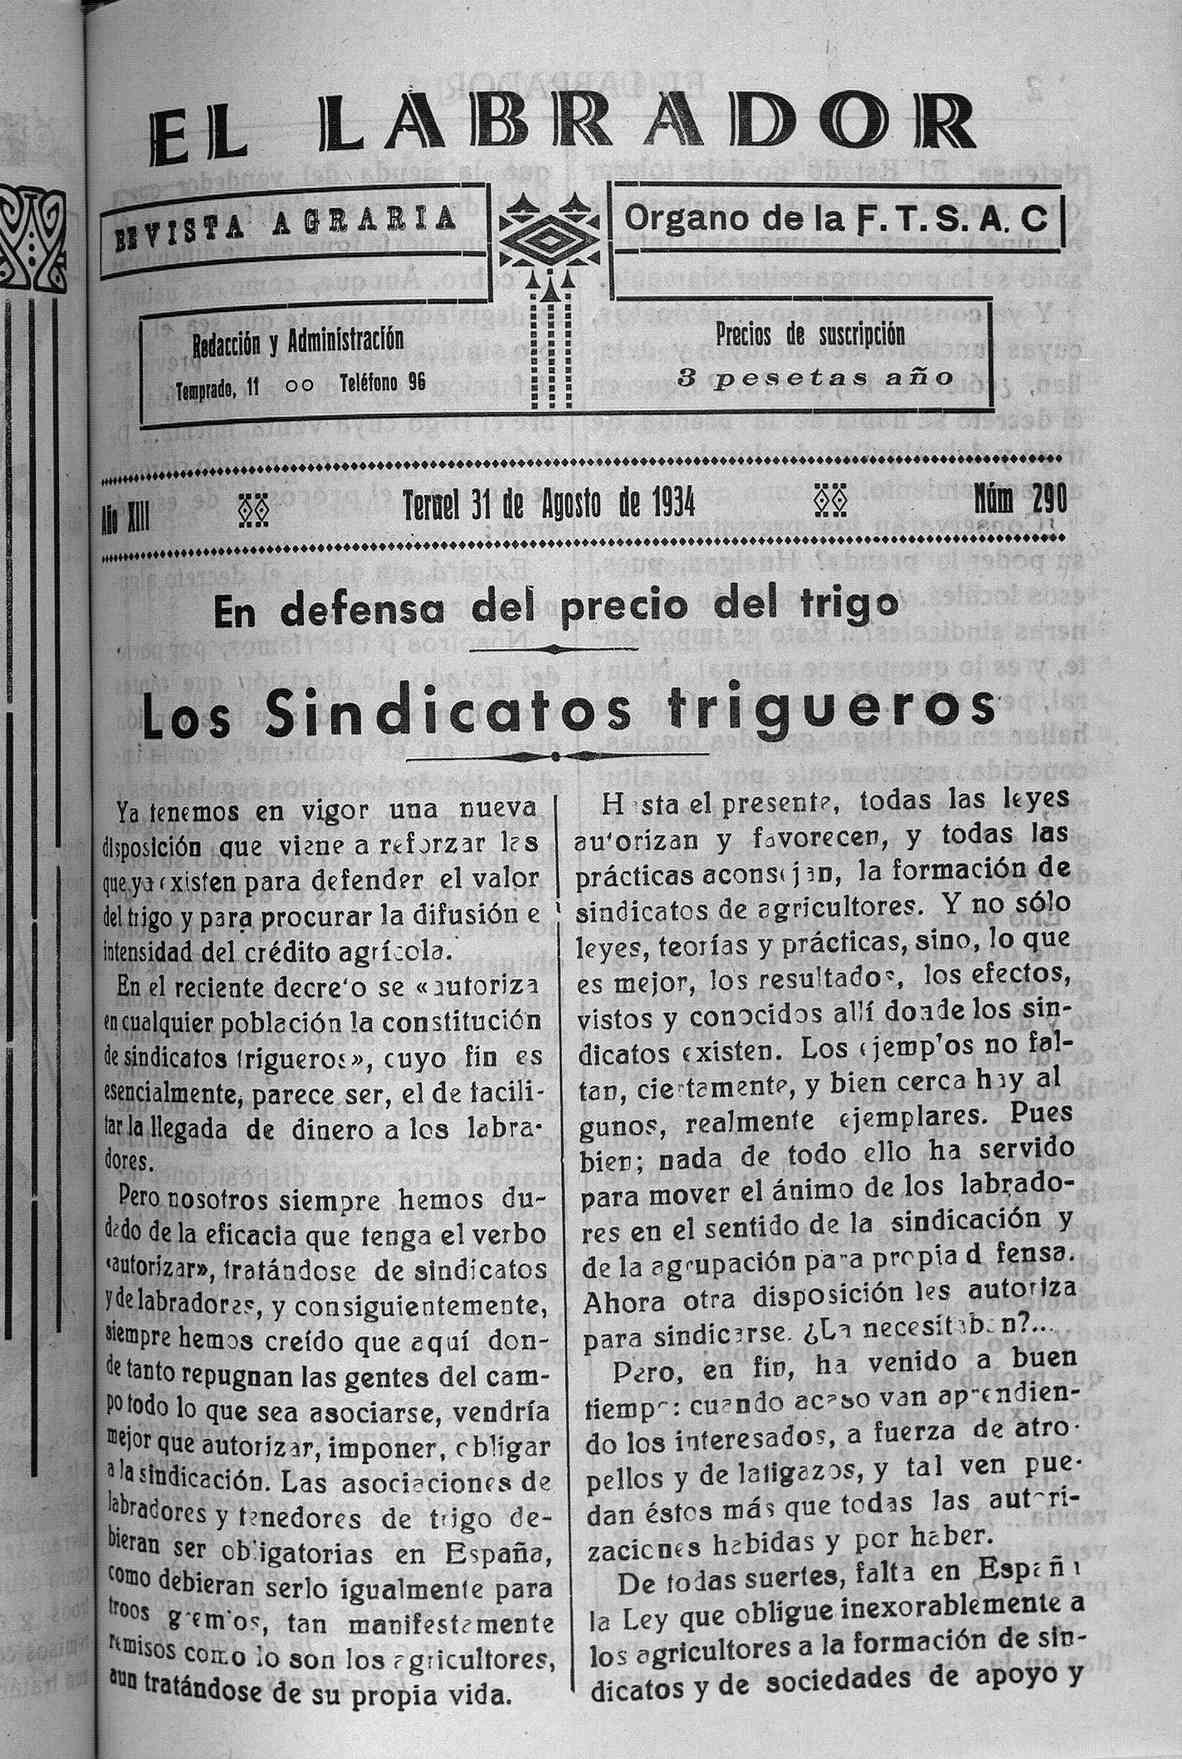 EL LABRADOR
REVISTA AGRARIA
Organo de la F. T. S. A. C
Redacción y Administración
Temprado, 11 oo Teléfono 96
Precios de suscripción
3 pesetas año
Año XIII
Teruel 31 de Agosto de 1934
Núm 290
En defensa del precio del trigo
Los Sindicatos trigueros
Ya tenemos en vigor una nueva
disposición que viene a reforzar las
que ya existen para defender el valor
del trigo y para procurar la difusión e
intensidad del crédito agrícola.
En el reciente decreto se «autoriza
en cualquier población la constitución
de sindicatos trigueros», cuyo fin es
esencialmente, parece ser, el de facili-
tar la llegada de dinero a los labra-
dores.
Pero nosotros siempre hemos du-
dado de la eficacia que tenga el verbo
«autorizar», tratándose de sindicatos
y de labradores, y consiguientemente,
siempre hemos creído que aquí don-
de tanto repugnan las gentes del cam-
po todo lo que sea asociarse, vendría
mejor que autorizar, imponer, obligar
a la sindicación. Las asociaciones de
labradores y tenedores de trigo de-
bieran ser obligatorias en España,
como debieran serlo igualmente para
troos gremios, tan manifestamente
remisos como lo son los agricultores,
aun tratándose de su propia vida.
Hasta el presente, todas las leyes
autorizan y favorecen, y todas las
prácticas aconsejan, la formación de
sindicatos de agricultores. Y no sólo
leyes, teorías y prácticas, sino, lo que
es mejor, los resultados, los efectos,
vistos y conocidos allí donde los sin-
dicatos existen. Los ejemplos no fal-
tan, ciertamente, y bien cerca hay al
gunos, realmente ejemplares. Pues
bien; nada de todo ello ha servido
para mover el ánimo de los labrado-
res en el sentido de la sindicación y
de la agrupación para propia defensa.
Ahora otra disposición les autoriza
para sindicarse. ¿La necesitaban?...
Pero, en fin, ha venido a buen
tiempo: cuando acaso van aprendien-
do los interesados, a fuerza de atro-
pellos y de latigazos, y tal ven pue-
dan éstos más que todas las autori-
zaciones habidas y por haber.
De todas suertes, falta en España
la Ley que obligue inexorablemente a
los agricultores a la formación de sin-
dicatos y de sociedades de apoyo y